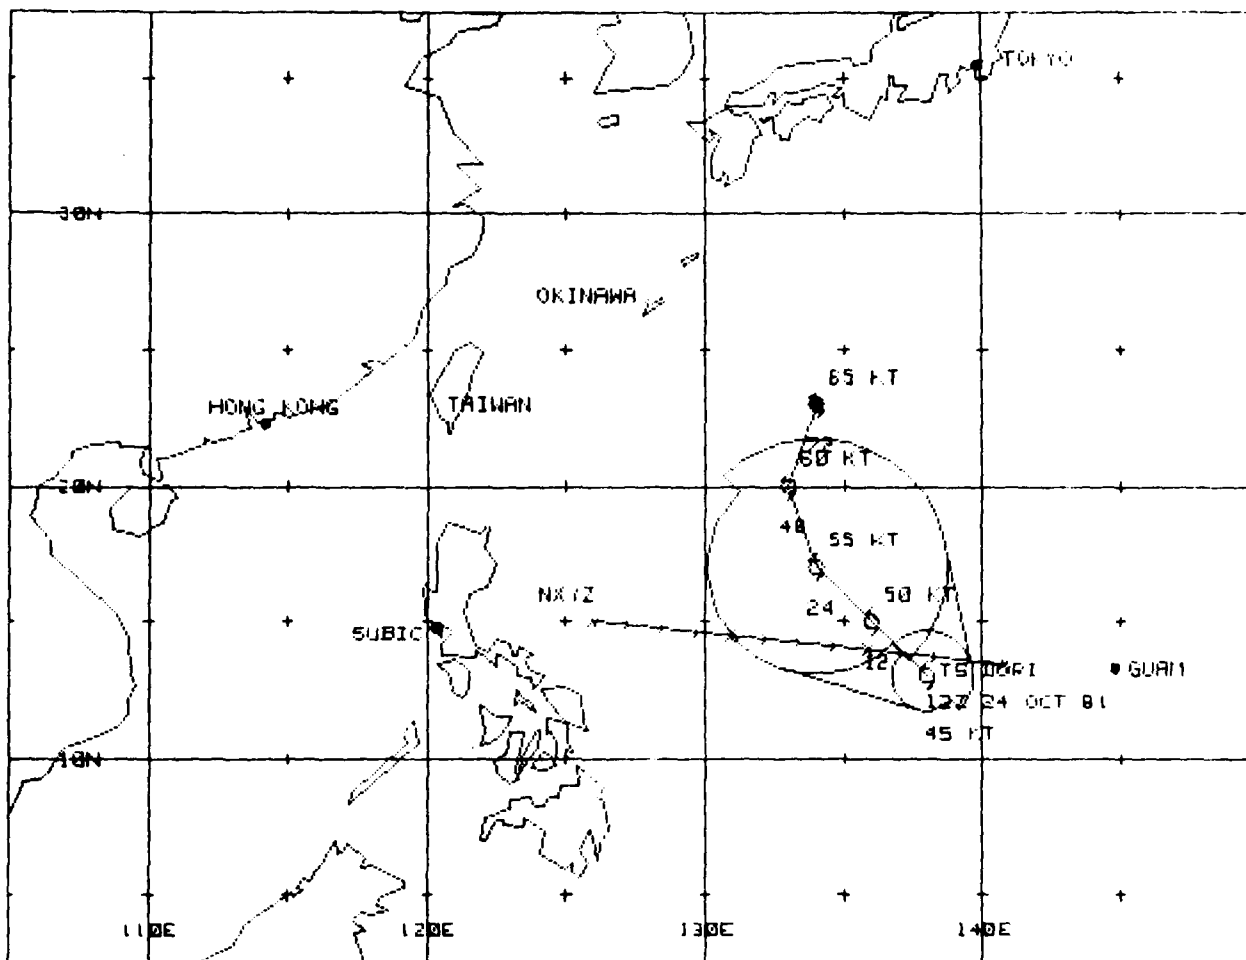 TOKYO
30N
OKINAWA
65 KT
HONG KONG
TAIWAN
60 KT
20N
48
55 KT
NXYZ
50 KT
24
SUBIC
12
TS DORI
GUAM
12Z 24 OCT 81
45 KT
10N
110E
120E
130E
140E